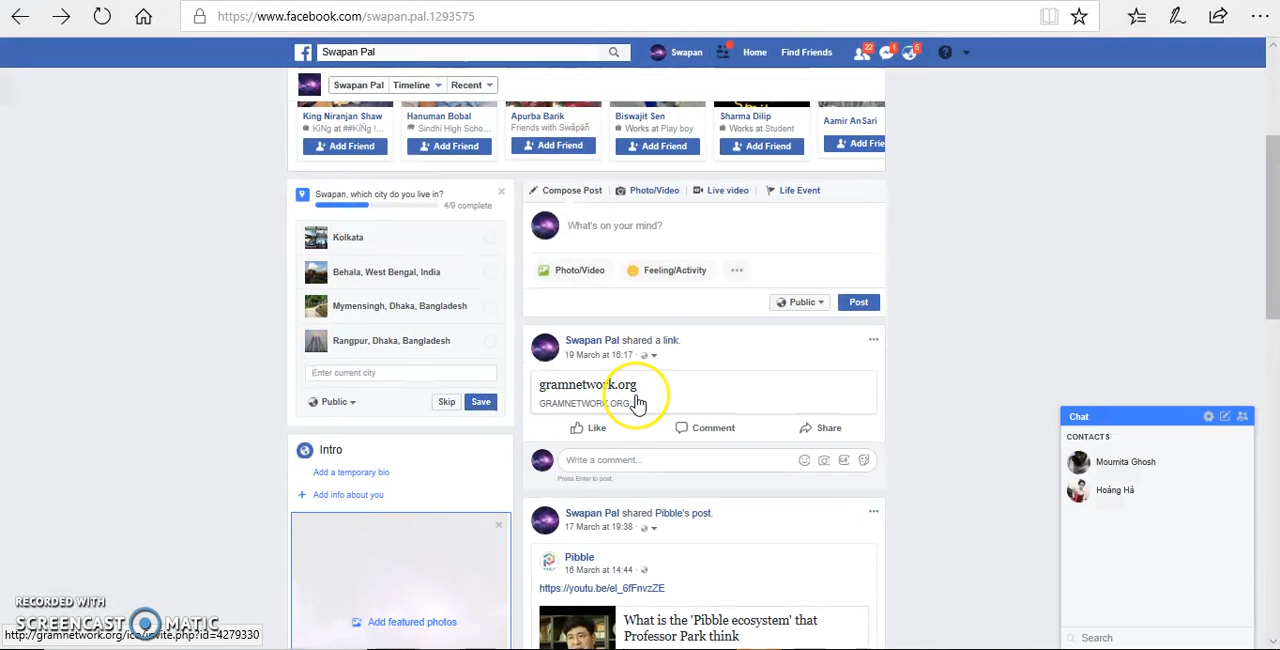 https://www.facebook.com/swapan.pal.1293575
Swapan Pal
Swapan
Home
Find Friends
22
1
5
Swapan Pal
Timeline
Recent
King Niranjan Shaw
Hanuman Bobal
Apurba Barik
Biswajit Sen
Sharma Dilip
Aamir AnSari
Sindhi High Scho...
Friends with Swâpâñ
Works at Play boy
Works at Student
Add Friend
Add Friend
Add Friend
Add Friend
Add Friend
Add Frie
Swapan, which city do you live in?
4/9 complete
Kolkata
Behala, West Bengal, India
Mymensingh, Dhaka, Bangladesh
Rangpur, Dhaka, Bangladesh
Enter current city
Public
Skip
Save
Intro
Add a temporary bio
Add info about you
Add featured photos
Compose Post
Photo/Video
Live video
Life Event
What's on your mind?
Photo/Video
Feeling/Activity
Public
Post
Swapan Pal shared a link.
19 March at 16:17
gramnetwork.org
GRAMNETWORK.ORG
Like
Comment
Share
Write a comment...
Press Enter to post.
Swapan Pal shared Pibble's post.
17 March at 19:38
Pibble
16 March at 14:44
https://youtu.be/el_6fFnvzZE
What is the 'Pibble ecosystem' that
Professor Park think
Chat
CONTACTS
Moumita Ghosh
Hoàng Hà
Search
RECORDED WITH
SCREENCAST MATIC
http://gramnetwork.org/ico/invite.php?id=4279330